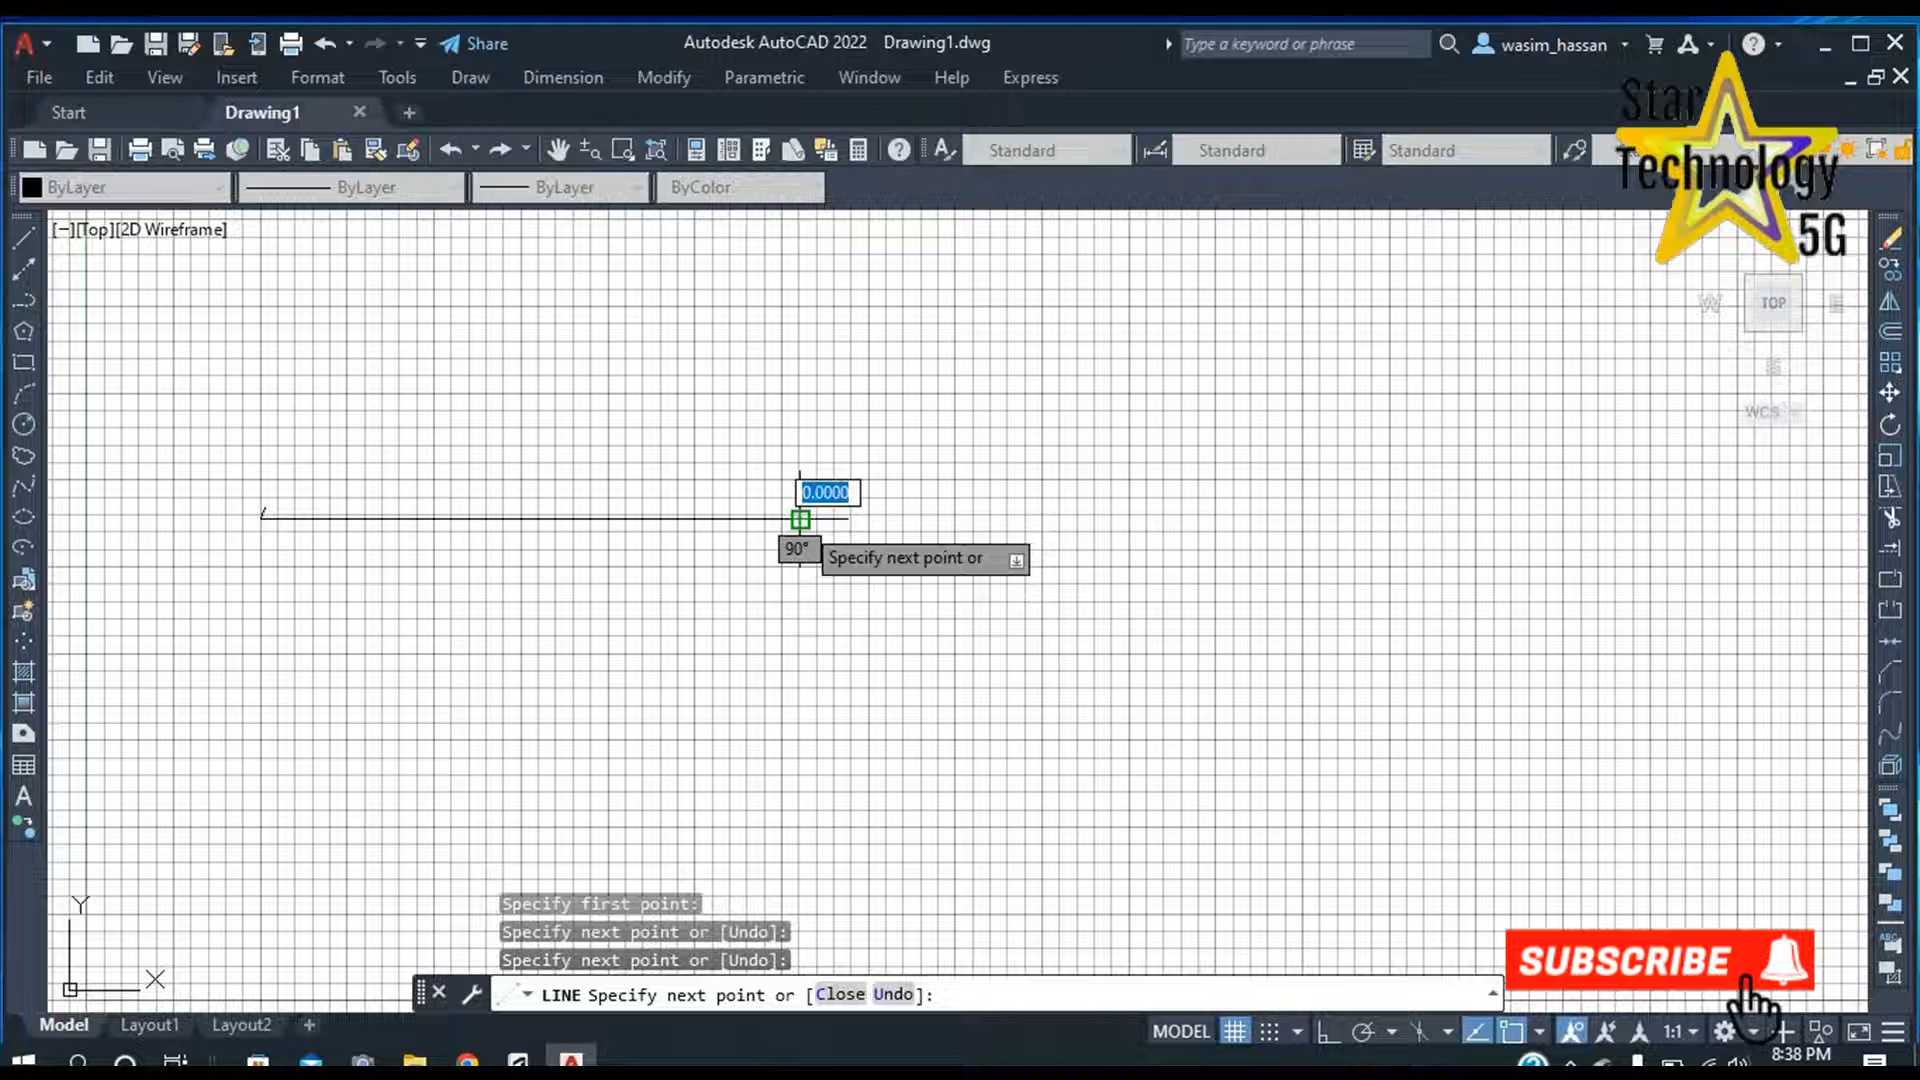 Share
Autodesk AutoCAD 2022 Drawing1.dwg
Type a keyword or phrase
wasim_hassan
File Edit View Insert Format Tools Draw Dimension Modify Parametric Window Help Express
Start
Drawing1
Standard
Standard
Standard
ByLayer
ByLayer
ByLayer
ByColor
Star
Technology
5G
[−][Top][2D Wireframe]
W
TOP
E
S
WCS
0.0000
90°
Specify next point or
Y
X
Specify first point:
Specify next point or [Undo]:
Specify next point or [Undo]:
LINE Specify next point or [Close Undo]:
SUBSCRIBE
A
ABC
Model
Layout1
Layout2
MODEL
1:1
8:38 PM